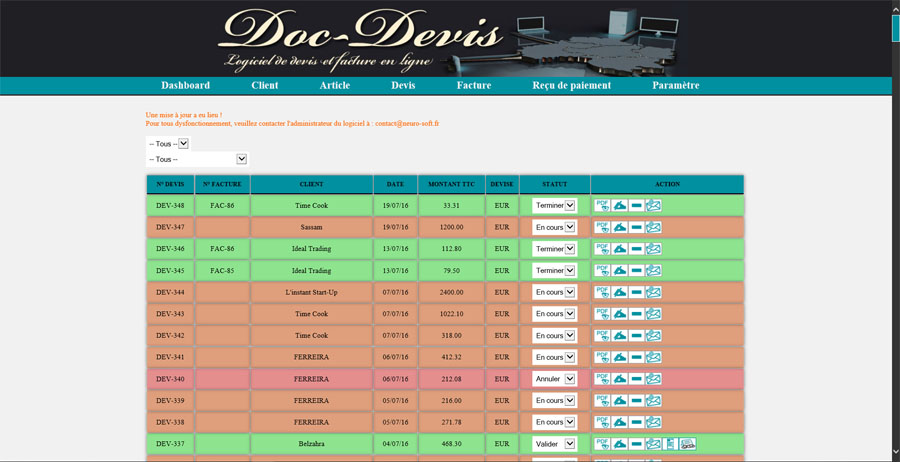 Doc-Devis
Logiciel de devis et facture en ligne
Dashboard Client Article Devis Facture Reçu de paiement Paramètre
Une mise à jour a eu lieu !
Pour tous dysfonctionement, veuillez contacter l'administrateur du logiciel à : contact@neuro-soft.fr
-- Tous --
-- Tous --
N° DEVIS N° FACTURE CLIENT DATE MONTANT TTC DEVISE STATUT ACTION
DEV-348 FAC-86 Time Cook 19/07/16 33.31 EUR Terminer PDF
DEV-347 Sassam 19/07/16 1200.00 EUR En cours PDF
DEV-346 FAC-86 Ideal Trading 13/07/16 112.80 EUR Terminer PDF
DEV-345 FAC-85 Ideal Trading 13/07/16 79.50 EUR Terminer PDF
DEV-344 L'instant Start-Up 07/07/16 2400.00 EUR En cours PDF
DEV-343 Time Cook 07/07/16 1022.10 EUR En cours PDF
DEV-342 Time Cook 07/07/16 318.00 EUR En cours PDF
DEV-341 FERREIRA 06/07/16 412.32 EUR En cours PDF
DEV-340 FERREIRA 06/07/16 212.08 EUR Annuler PDF
DEV-339 FERREIRA 05/07/16 216.00 EUR En cours PDF
DEV-338 FERREIRA 05/07/16 271.78 EUR En cours PDF
DEV-337 Belzahra 04/07/16 468.30 EUR Valider PDF